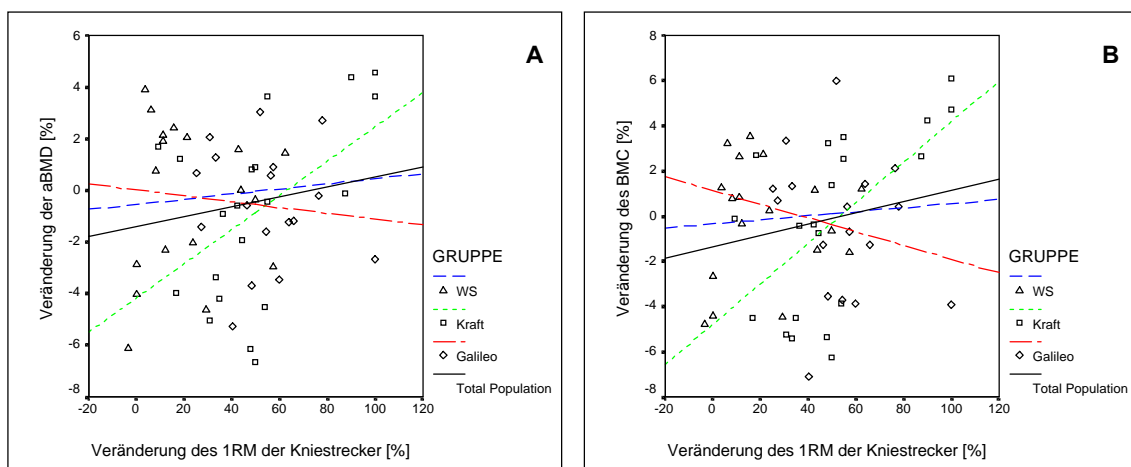 A
Veränderung der aBMD [%]
6
4
2
0
-2
-4
-6
-8
-20 0 20 40 60 80 100 120
Veränderung des 1RM der Kniestrecker [%]
GRUPPE
WS
Kraft
Galileo
Total Population
B
Veränderung des BMC [%]
8
6
4
2
0
-2
-4
-6
-8
-20 0 20 40 60 80 100 120
Veränderung des 1RM der Kniestrecker [%]
GRUPPE
WS
Kraft
Galileo
Total Population